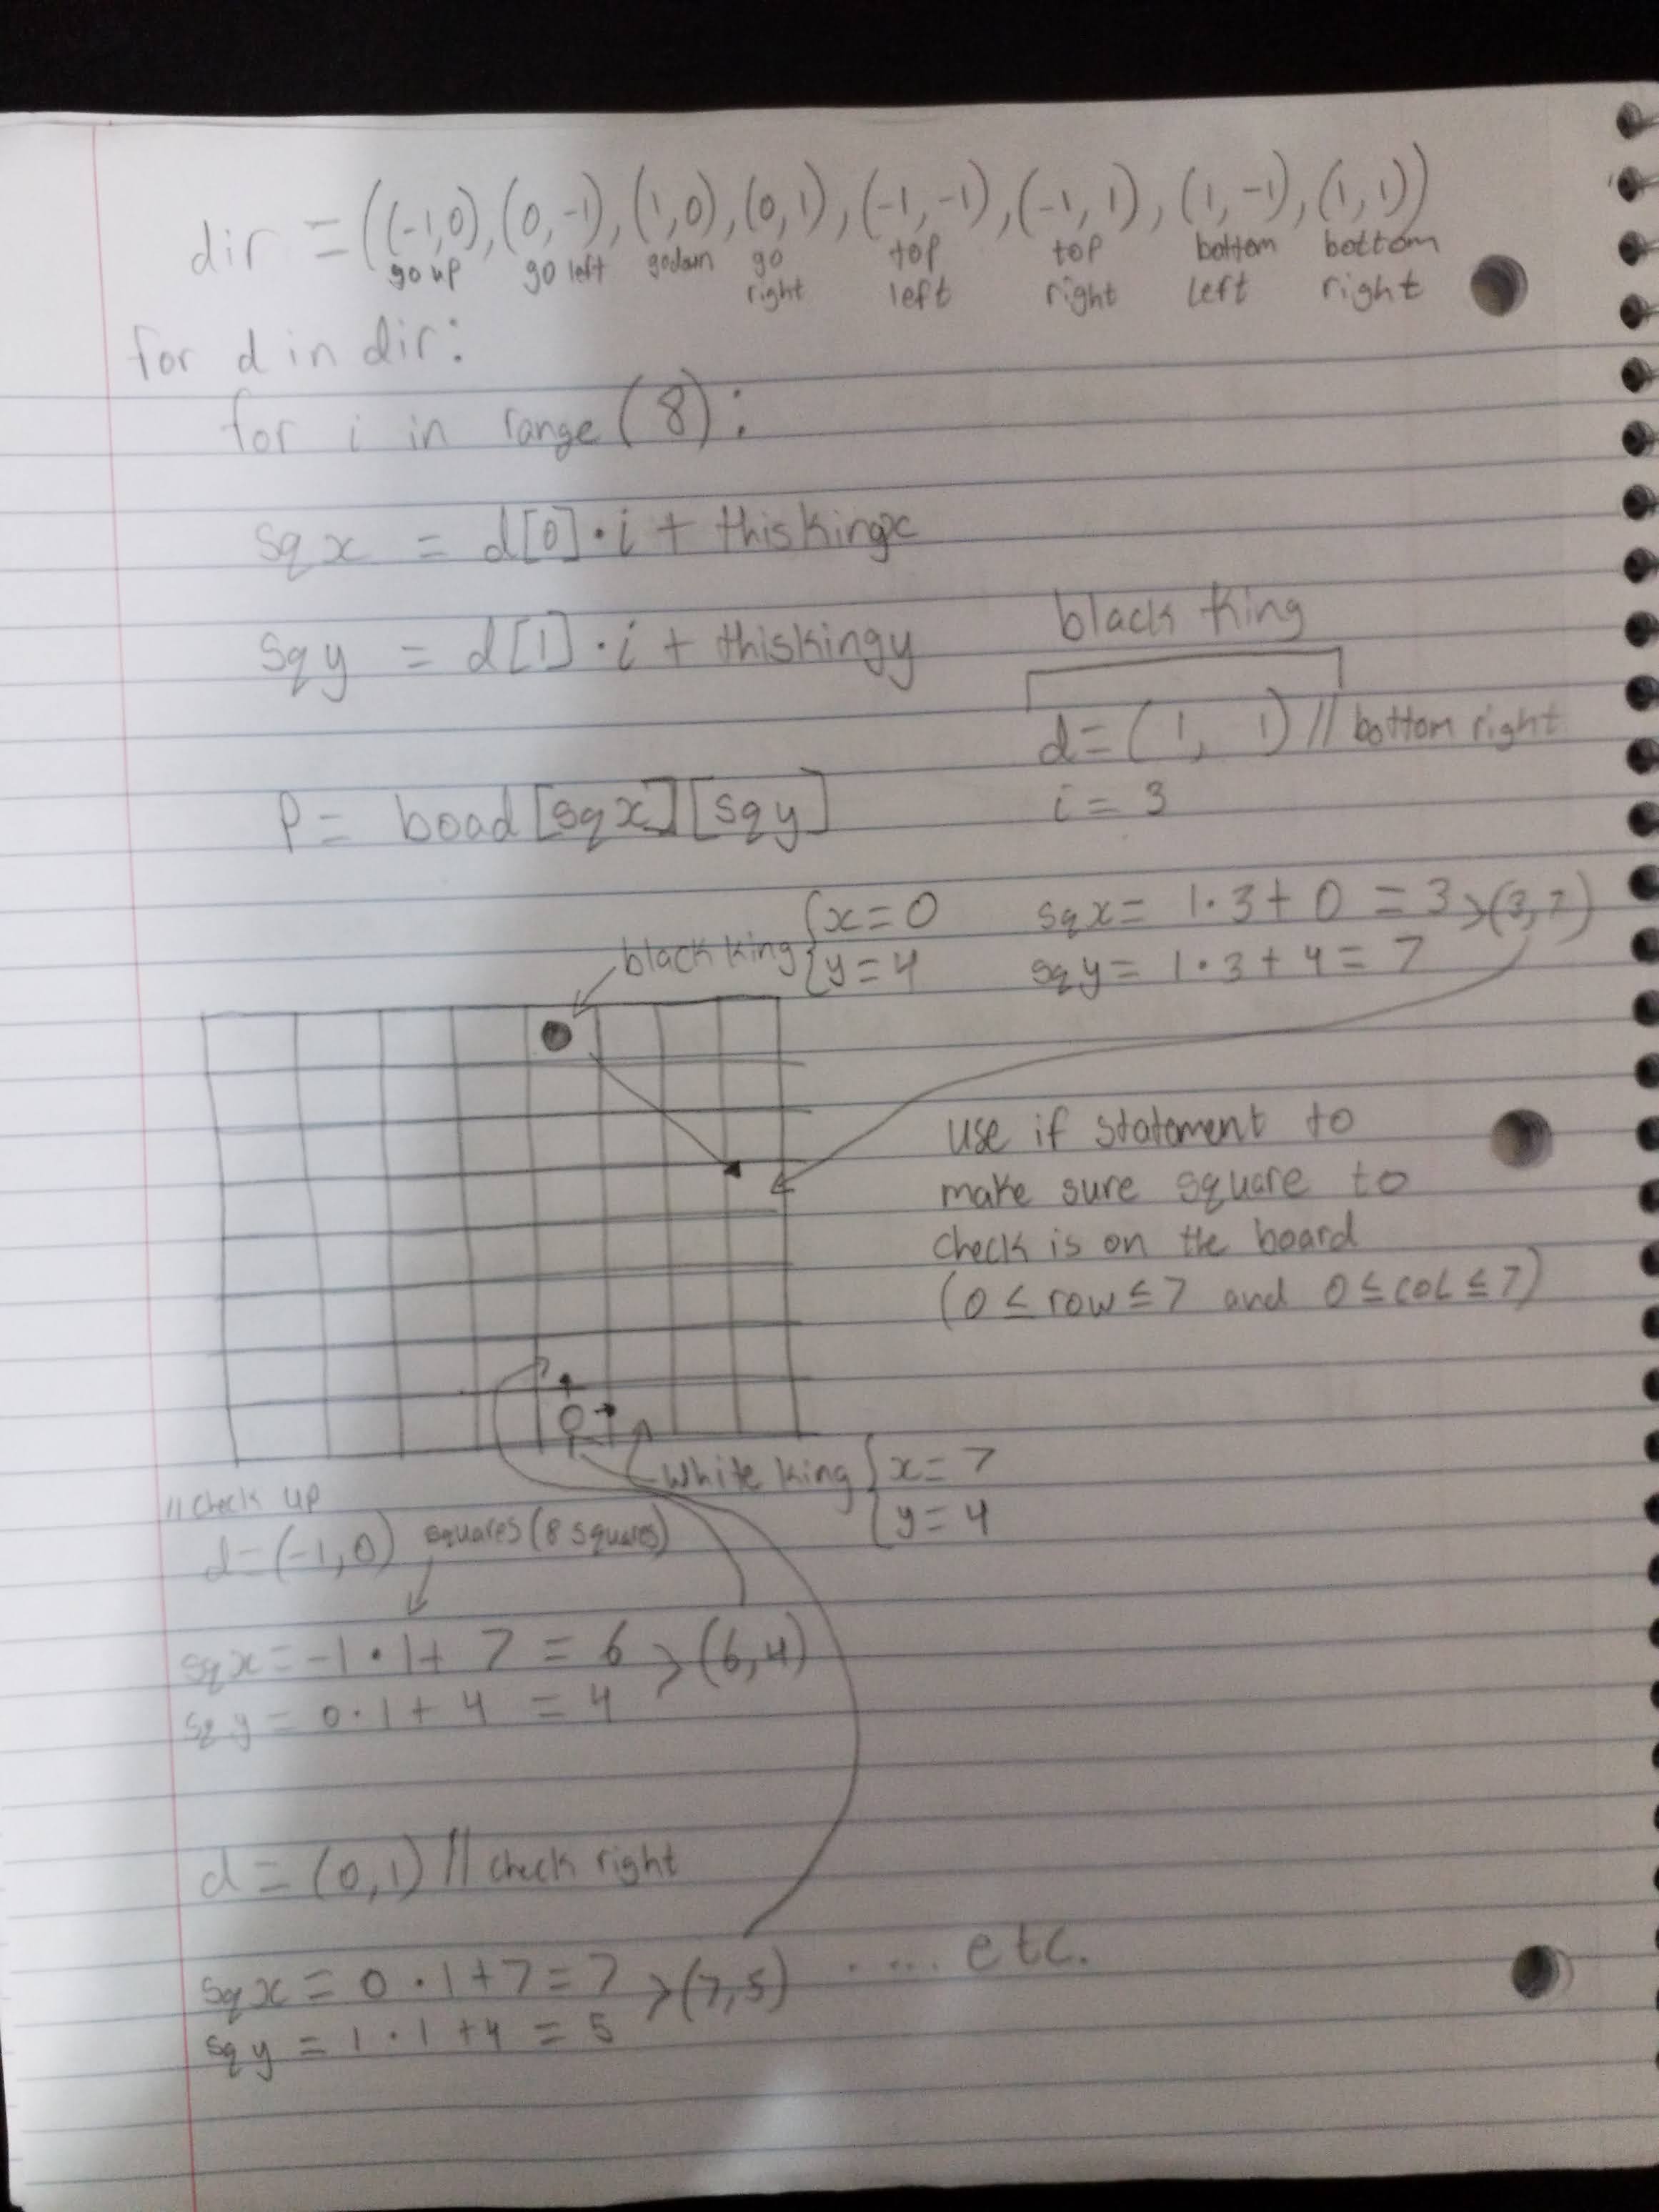 dir = ((-1,0),(0,-1),(1,0),(0,1),(-1,-1),(-1,1),(1,-1),(1,1))
go up go left go down go right top left top right bottom left bottom right
for d in dir:
for i in range(8):
sqx = d[0]·i + thiskingx
sqy = d[1]·i + thiskingy
black king
d=(1, 1) // bottom right
i = 3
P= boad[sqx][sqy]
black king { x=0
y=4
sqx= 1·3+ 0 = 3 >(3,7)
sqy= 1·3+4= 7
use if statement to
make sure square to
check is on the board
(0 ≤ row ≤ 7 and 0 ≤ col ≤ 7)
white king { x= 7
y= 4
// check up
d=(-1,0) squares (8 squares)
sqx=-1·1+ 7 = 6 >(6,4)
sqy= 0·1+ 4 = 4
d = (0,1) // check right
sqx = 0·1+7=7 >(7,5) ..... etc.
sqy = 1·1+4 = 5